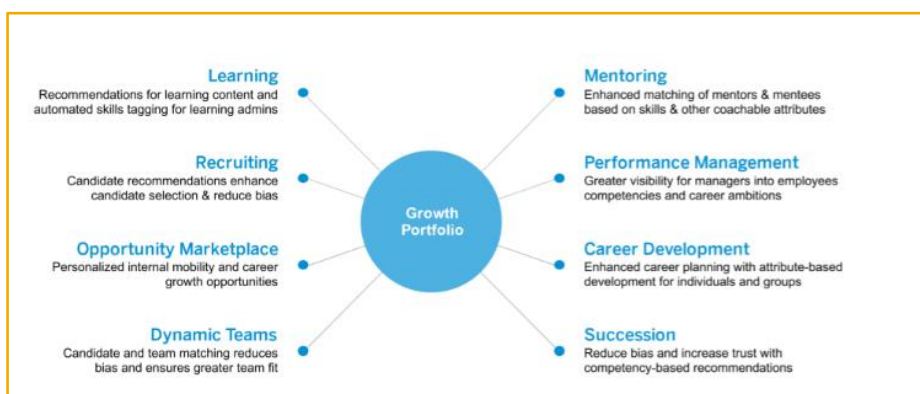 Learning
Recommendations for learning content and
automated skills tagging for learning admins
Recruiting
Candidate recommendations enhance
candidate selection & reduce bias
Opportunity Marketplace
Personalized internal mobility and career
growth opportunities
Dynamic Teams
Candidate and team matching reduces
bias and ensures greater team fit
Growth
Portfolio
Mentoring
Enhanced matching of mentors & mentees
based on skills & other coachable attributes
Performance Management
Greater visibility for managers into employees
competencies and career ambitions
Career Development
Enhanced career planning with attribute-based
development for individuals and groups
Succession
Reduce bias and increase trust with
competency-based recommendations